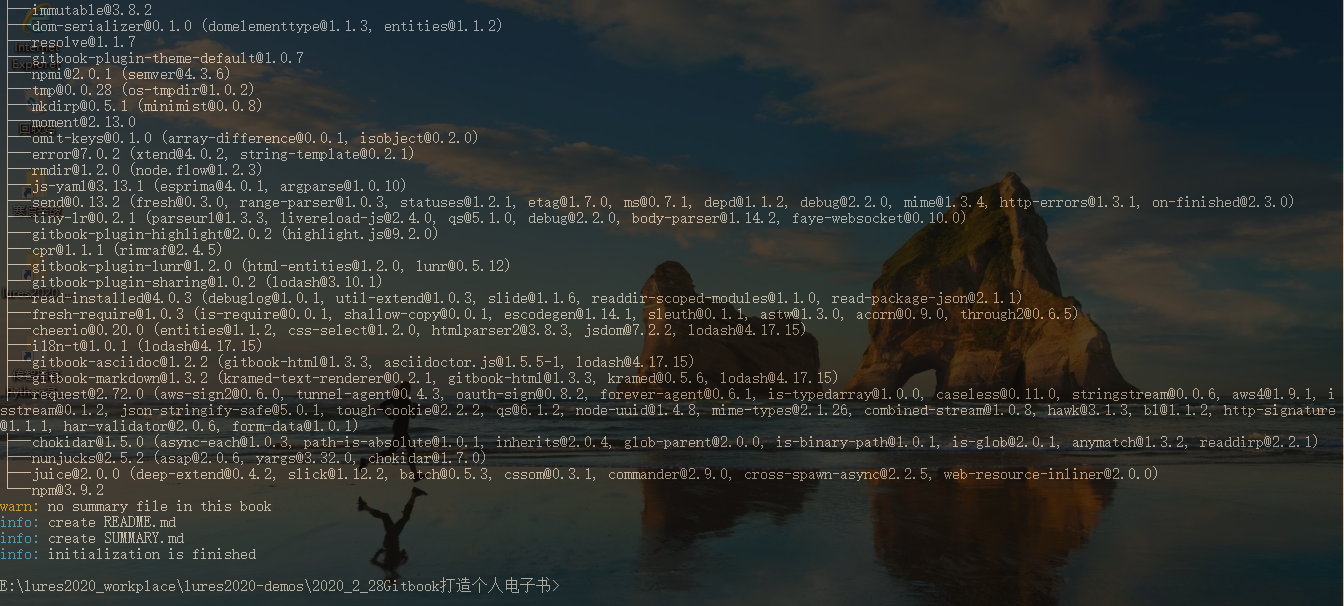 ├──immutable@3.8.2
├──dom-serializer@0.1.0 (domelementtype@1.1.3, entities@1.1.2)
├──resolve@1.1.7
├──gitbook-plugin-theme-default@1.0.7
├──npmi@2.0.1 (semver@4.3.6)
├──tmp@0.0.28 (os-tmpdir@1.0.2)
├──mkdirp@0.5.1 (minimist@0.0.8)
├──moment@2.13.0
├──omit-keys@0.1.0 (array-difference@0.0.1, isobject@0.2.0)
├──error@7.0.2 (xtend@4.0.2, string-template@0.2.1)
├──rmdir@1.2.0 (node.flow@1.2.3)
├──js-yaml@3.13.1 (esprima@4.0.1, argparse@1.0.10)
├──send@0.13.2 (fresh@0.3.0, range-parser@1.0.3, statuses@1.2.1, etag@1.7.0, ms@0.7.1, depd@1.1.2, debug@2.2.0, mime@1.3.4, http-errors@1.3.1, on-finished@2.3.0)
├──tiny-lr@0.2.1 (parseurl@1.3.3, livereload-js@2.4.0, qs@5.1.0, debug@2.2.0, body-parser@1.14.2, faye-websocket@0.10.0)
├──gitbook-plugin-highlight@2.0.2 (highlight.js@9.2.0)
├──cpr@1.1.1 (rimraf@2.4.5)
├──gitbook-plugin-lunr@1.2.0 (html-entities@1.2.0, lunr@0.5.12)
├──gitbook-plugin-sharing@1.0.2 (lodash@3.10.1)
├──read-installed@4.0.3 (debuglog@1.0.1, util-extend@1.0.3, slide@1.1.6, readdir-scoped-modules@1.1.0, read-package-json@2.1.1)
├──fresh-require@1.0.3 (is-require@0.0.1, shallow-copy@0.0.1, escodegen@1.14.1, sleuth@0.1.1, astw@1.3.0, acorn@0.9.0, through2@0.6.5)
├──cheerio@0.20.0 (entities@1.1.2, css-select@1.2.0, htmlparser2@3.8.3, jsdom@7.2.2, lodash@4.17.15)
├──i18n-t@1.0.1 (lodash@4.17.15)
├──gitbook-asciidoc@1.2.2 (gitbook-html@1.3.3, asciidoctor.js@1.5.5-1, lodash@4.17.15)
├──gitbook-markdown@1.3.2 (kramed-text-renderer@0.2.1, gitbook-html@1.3.3, kramed@0.5.6, lodash@4.17.15)
├──request@2.72.0 (aws-sign2@0.6.0, tunnel-agent@0.4.3, oauth-sign@0.8.2, forever-agent@0.6.1, is-typedarray@1.0.0, caseless@0.11.0, stringstream@0.0.6, aws4@1.9.1, i
sstream@0.1.2, json-stringify-safe@5.0.1, tough-cookie@2.2.2, qs@6.1.2, node-uuid@1.4.8, mime-types@2.1.26, combined-stream@1.0.8, hawk@3.1.3, bl@1.1.2, http-signature
@1.1.1, har-validator@2.0.6, form-data@1.0.1)
├──chokidar@1.5.0 (async-each@1.0.3, path-is-absolute@1.0.1, inherits@2.0.4, glob-parent@2.0.0, is-binary-path@1.0.1, is-glob@2.0.1, anymatch@1.3.2, readdirp@2.2.1)
├──nunjucks@2.5.2 (asap@2.0.6, yargs@3.32.0, chokidar@1.7.0)
├──juice@2.0.0 (deep-extend@0.4.2, slick@1.12.2, batch@0.5.3, cssom@0.3.1, commander@2.9.0, cross-spawn-async@2.2.5, web-resource-inliner@2.0.0)
└──npm@3.9.2
warn: no summary file in this book
info: create README.md
info: create SUMMARY.md
info: initialization is finished
E:\lures2020_workplace\lures2020-demos\2020_2_28Gitbook打造个人电子书>